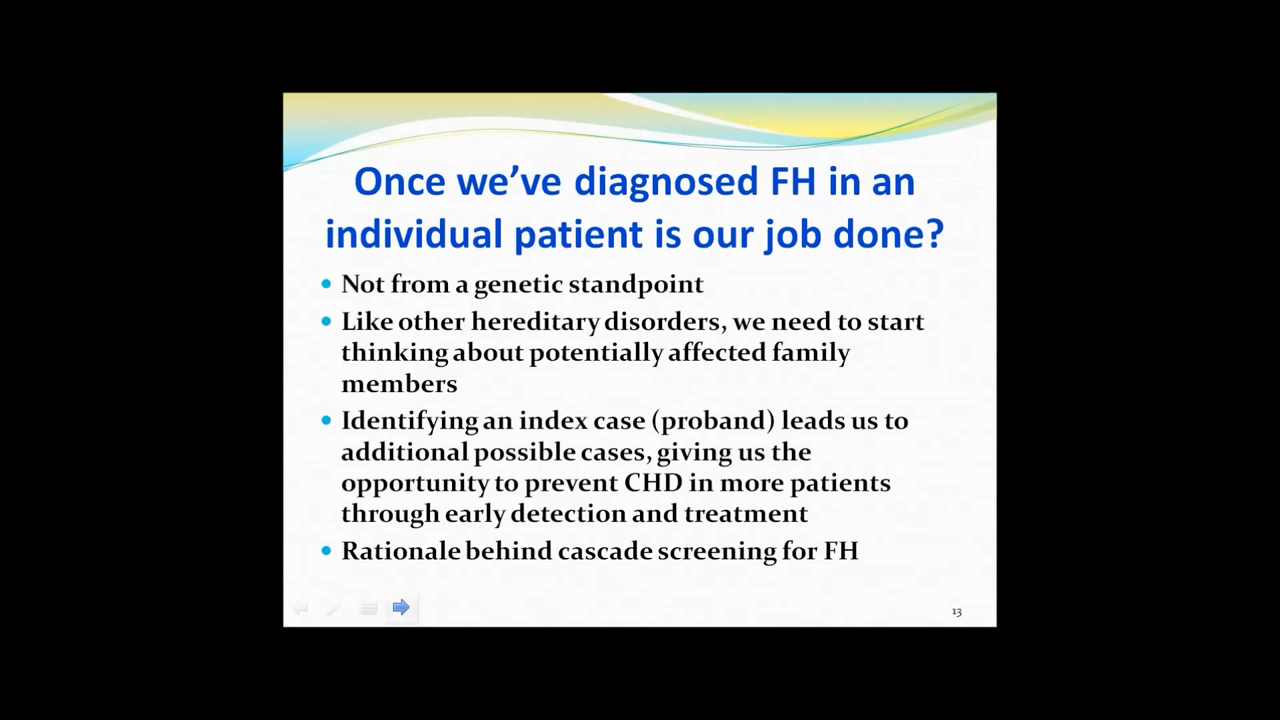 Once we've diagnosed FH in an
individual patient is our job done?
• Not from a genetic standpoint
• Like other hereditary disorders, we need to start
thinking about potentially affected family
members
• Identifying an index case (proband) leads us to
additional possible cases, giving us the
opportunity to prevent CHD in more patients
through early detection and treatment
• Rationale behind cascade screening for FH
13